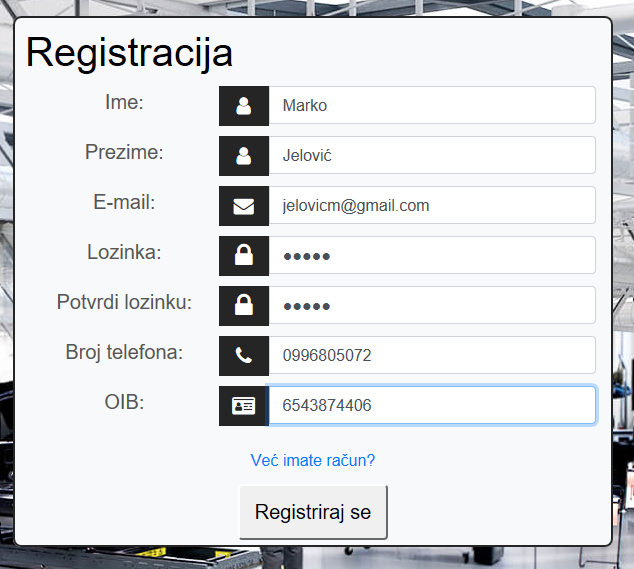 Registracija
Ime: Marko
Prezime: Jelović
E-mail: jelovicm@gmail.com
Lozinka: •••••
Potvrdi lozinku: •••••
Broj telefona: 0996805072
OIB: 6543874406
Već imate račun?
Registriraj se